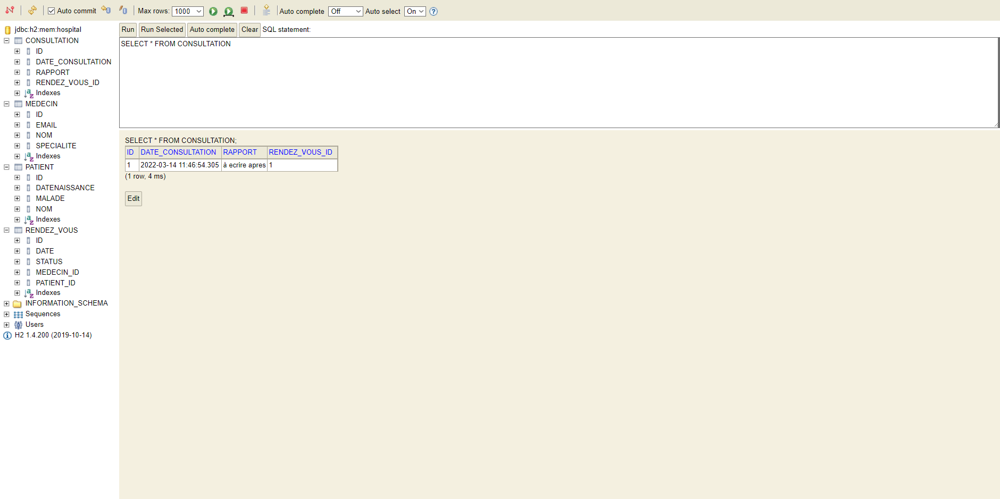 Auto commit Max rows: 1000 Auto complete Off Auto select On
jdbc:h2:mem:hospital
CONSULTATION
ID
DATE_CONSULTATION
RAPPORT
RENDEZ_VOUS_ID
Indexes
MEDECIN
ID
EMAIL
NOM
SPECIALITE
Indexes
PATIENT
ID
DATENAISSANCE
MALADE
NOM
Indexes
RENDEZ_VOUS
ID
DATE
STATUS
MEDECIN_ID
PATIENT_ID
Indexes
INFORMATION_SCHEMA
Sequences
Users
H2 1.4.200 (2019-10-14)
Run Run Selected Auto complete Clear SQL statement:
SELECT * FROM CONSULTATION
SELECT * FROM CONSULTATION;
ID DATE_CONSULTATION RAPPORT RENDEZ_VOUS_ID
1 2022-03-14 11:46:54.305 à ecrire apres 1
(1 row, 4 ms)
Edit